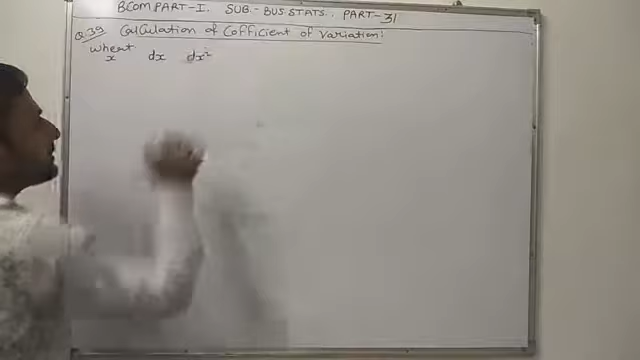 BCOM PART-I. SUB.- BUS STATS., PART-31
Q.39 Calculation of Cofficient of Variation:
wheat
x dx dx²